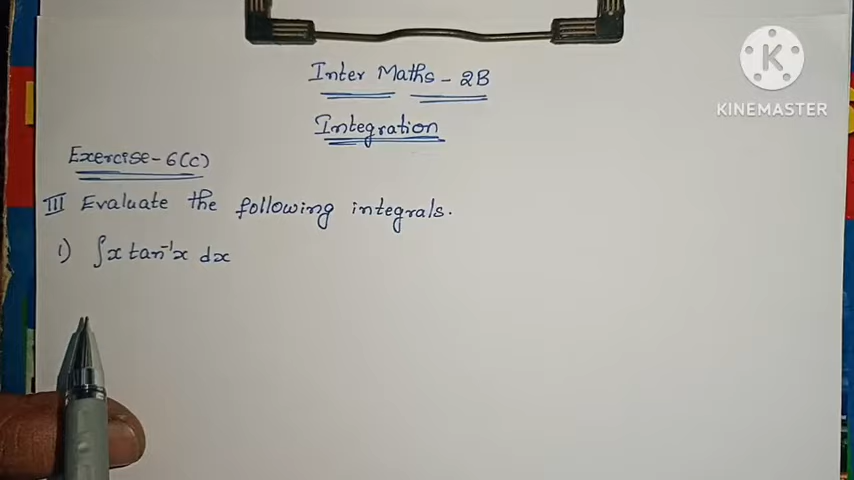 Inter Maths - 2B
K
KINEMASTER
Integration
Exercise - 6(c)
III Evaluate the following integrals.
1) ∫x tan⁻¹x dx